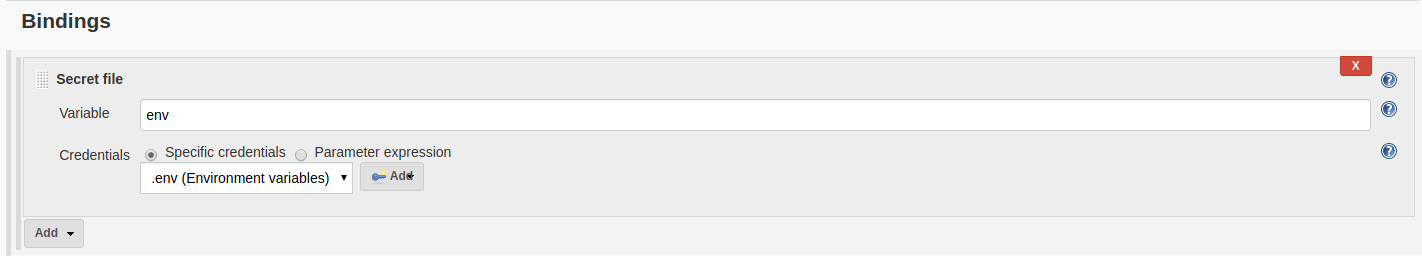 Bindings
X
Secret file
?
Variable
env
?
Credentials
Specific credentials
Parameter expression
?
.env (Environment variables)
Add
Add